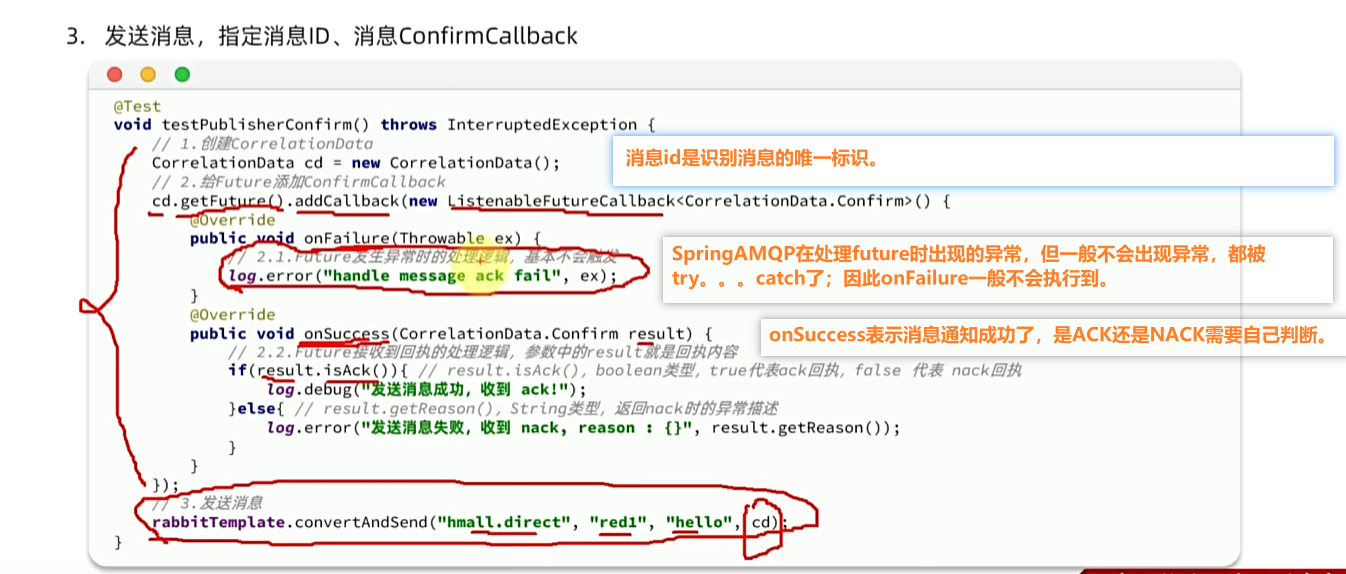 3. 发送消息，指定消息ID、消息ConfirmCallback
@Test
void testPublisherConfirm() throws InterruptedException {
// 1.创建CorrelationData
CorrelationData cd = new CorrelationData();
消息id是识别消息的唯一标识。
// 2.给Future添加ConfirmCallback
cd.getFuture().addCallback(new ListenableFutureCallback<CorrelationData.Confirm>() {
@Override
public void onFailure(Throwable ex) {
// 2.1.Future发生异常时的处理逻辑，基本不会触发
log.error("handle message ack fail", ex);
}
SpringAMQP在处理future时出现的异常，但一般不会出现异常，都被
try。。。catch了；因此onFailure一般不会执行到。
@Override
public void onSuccess(CorrelationData.Confirm result) {
onSuccess表示消息通知成功了，是ACK还是NACK需要自己判断。
// 2.2.Future接收到回执的处理逻辑，参数中的result就是回执内容
if(result.isAck()){ // result.isAck()，boolean类型，true代表ack回执，false 代表 nack回执
log.debug("发送消息成功，收到 ack!");
}else{ // result.getReason()，String类型，返回nack时的异常描述
log.error("发送消息失败，收到 nack, reason : {}", result.getReason());
}
}
});
// 3.发送消息
rabbitTemplate.convertAndSend("hmall.direct", "red1", "hello", cd);
}